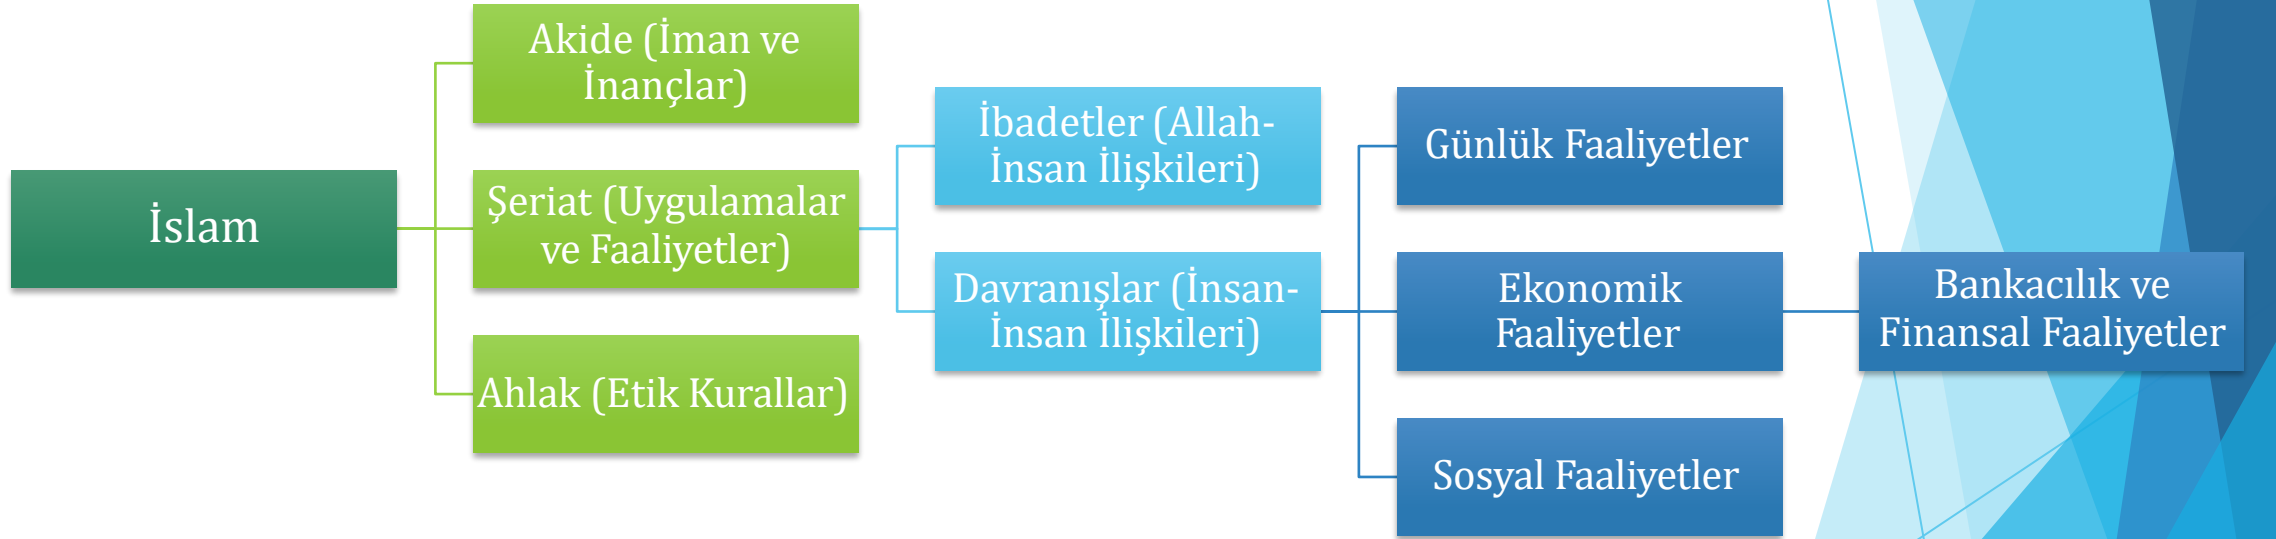 İslam
Akide (İman ve
İnançlar)
Şeriat (Uygulamalar
ve Faaliyetler)
Ahlak (Etik Kurallar)
İbadetler (Allah-
İnsan İlişkileri)
Davranışlar (İnsan-
İnsan İlişkileri)
Günlük Faaliyetler
Ekonomik
Faaliyetler
Sosyal Faaliyetler
Bankacılık ve
Finansal Faaliyetler